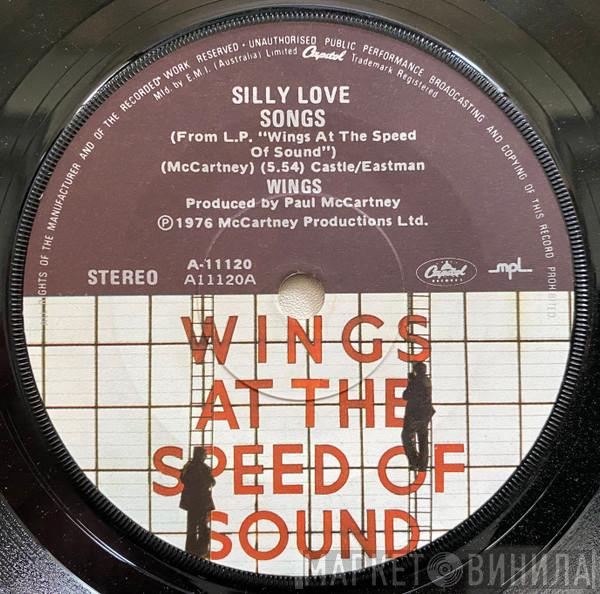 RIGHTS OF THE MANUFACTURER AND OF THE RECORDED WORK RESERVED • UNAUTHORISED PUBLIC PERFORMANCE BROADCASTING AND COPYING OF THIS RECORD PROHIBITED
Mfd. by E.M.I. (Australia) Limited Capitol Trademark Registered
SILLY LOVE
SONGS
(From L.P. "Wings At The Speed
Of Sound")
(McCartney) (5.54) Castle/Eastman
WINGS
Produced by Paul McCartney
Ⓟ 1976 McCartney Productions Ltd.
STEREO
A-11120
A11120A
Capitol
RECORDS
mpl
WINGS
AT THE
SPEED OF
SOUND
МАРКЕТ ВИНИЛА